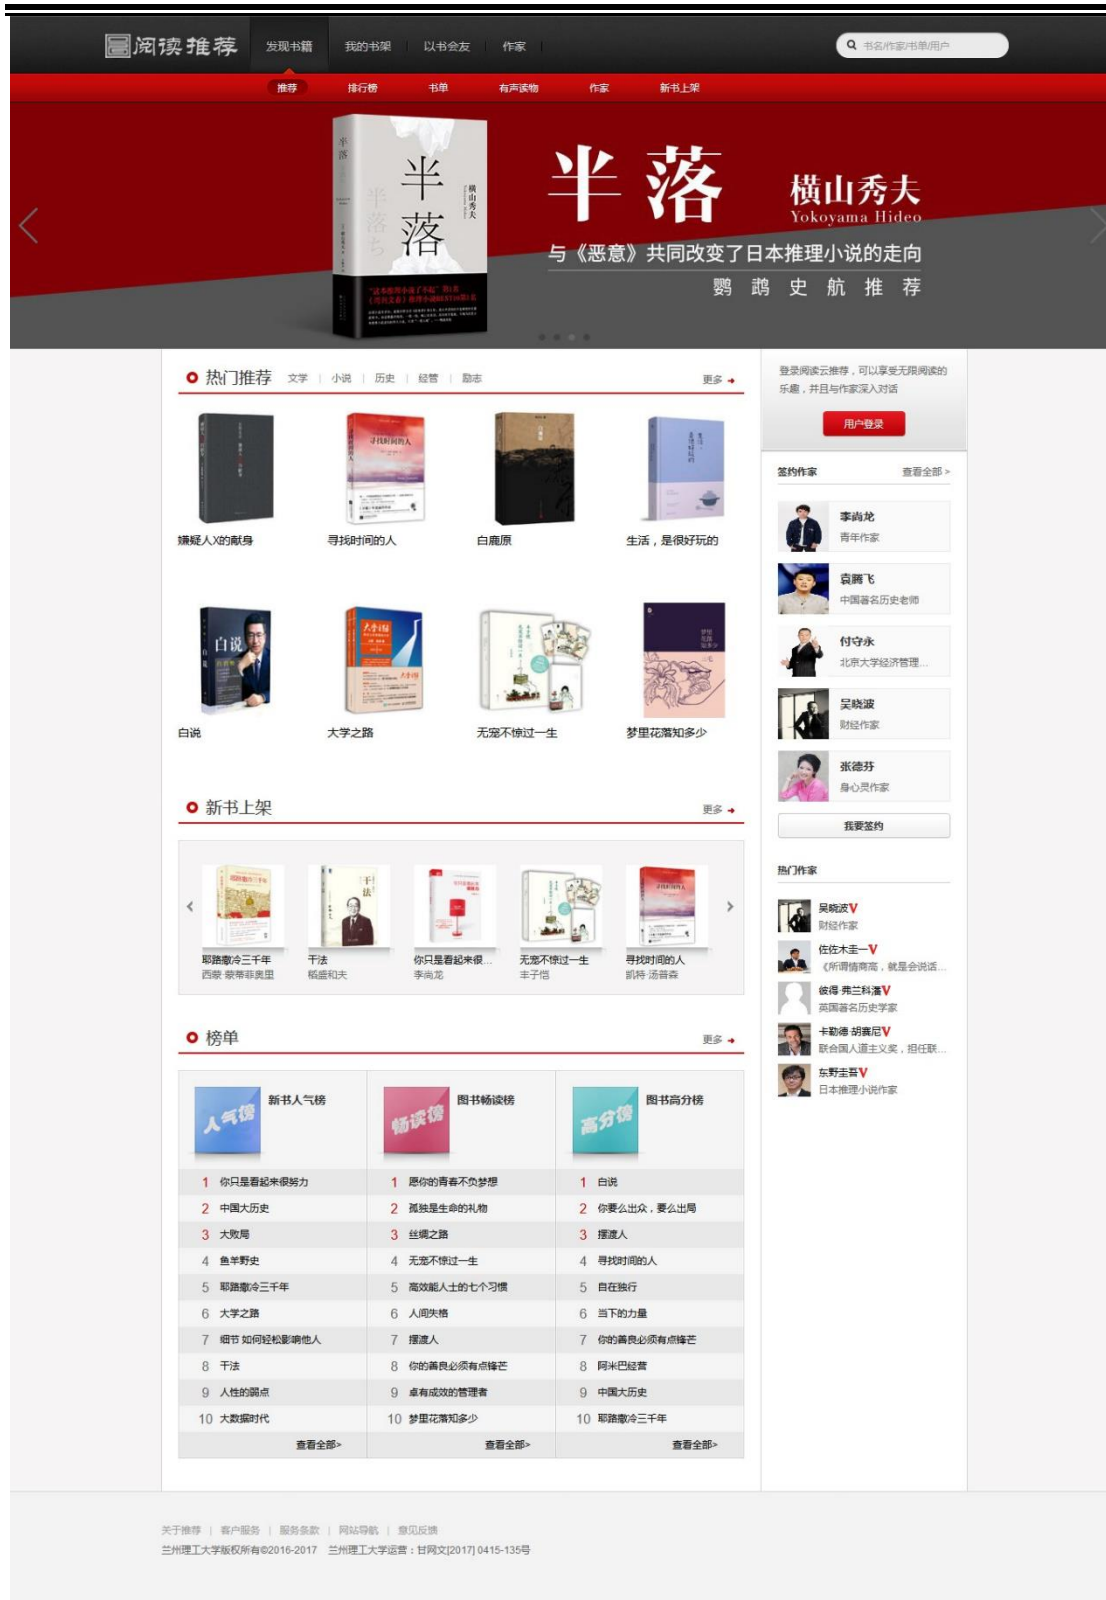 阅读推荐 发现书籍 我的书架 以书会友 作家 书名/作家/书单/用户
推荐 排行榜 书单 有声读物 作家 新书上架
半落
半落
横山秀夫
半落
横山秀夫
Yokoyama Hideo
与《恶意》共同改变了日本推理小说的走向
鹦鹉史航推荐
热门推荐 文学 | 小说 | 历史 | 经管 | 励志 更多
寻找时间的人
嫌疑人X的献身 寻找时间的人 白鹿原 生活，是很好玩的
白说
大学之路
白说 大学之路 无宠不惊过一生 梦里花落知多少
新书上架 更多
干法
耶路撒冷三千年 干法 你只是看起来很... 无宠不惊过一生 寻找时间的人
西蒙·蒙蒂菲奥里 稻盛和夫 李尚龙 丰子恺 凯特·汤普森
榜单 更多
人气榜 新书人气榜 畅读榜 图书畅读榜 高分榜 图书高分榜
1 你只是看起来很努力 1 愿你的青春不负梦想 1 白说
2 中国大历史 2 孤独是生命的礼物 2 你要么出众，要么出局
3 大败局 3 丝绸之路 3 摆渡人
4 鱼羊野史 4 无宠不惊过一生 4 寻找时间的人
5 耶路撒冷三千年 5 高效能人士的七个习惯 5 自在独行
6 大学之路 6 人间失格 6 当下的力量
7 细节 如何轻松影响他人 7 摆渡人 7 你的善良必须有点锋芒
8 干法 8 你的善良必须有点锋芒 8 阿米巴经营
9 人性的弱点 9 卓有成效的管理者 9 中国大历史
10 大数据时代 10 梦里花落知多少 10 耶路撒冷三千年
查看全部> 查看全部> 查看全部>
登录阅读云推荐，可以享受无限阅读的
乐趣，并且与作家深入对话
用户登录
签约作家 查看全部 >
李尚龙
青年作家
袁腾飞
中国著名历史老师
付守永
北京大学经济管理...
吴晓波
财经作家
张德芬
身心灵作家
我要签约
热门作家
吴晓波V
财经作家
佐佐木圭一V
《所谓情商高，就是会说话...
彼得·弗兰科潘V
英国著名历史学家
卡勒德·胡赛尼V
联合国人道主义奖，担任联...
东野圭吾V
日本推理小说作家
关于推荐 | 客户服务 | 服务条款 | 网站导航 | 意见反馈
兰州理工大学版权所有©2016-2017 兰州理工大学运营：甘网文[2017] 0415-135号